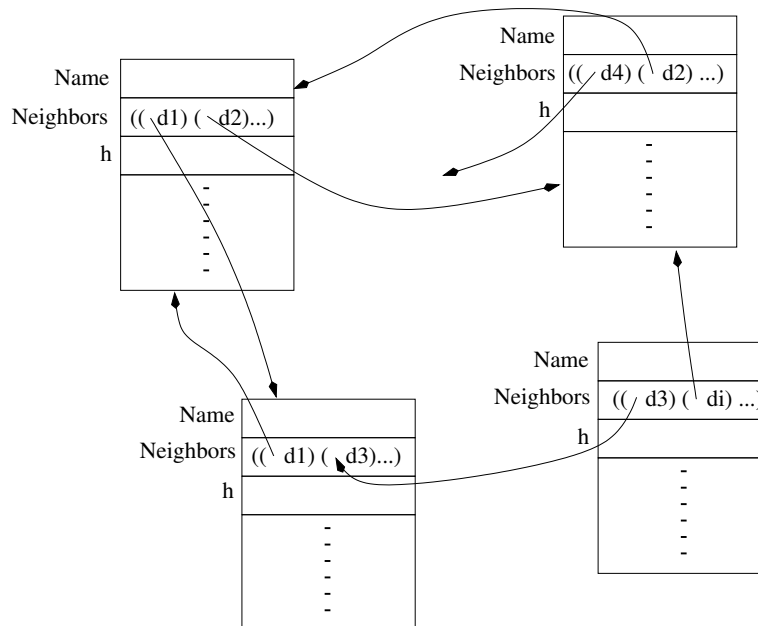 Name
Neighbors ((   d1) (   d2)...)
h
Name
Neighbors ((   d4) (   d2) ...)
h
Name
Neighbors ((   d1) (   d3)...)
h
Name
Neighbors ((   d3) (   di) ...)
h